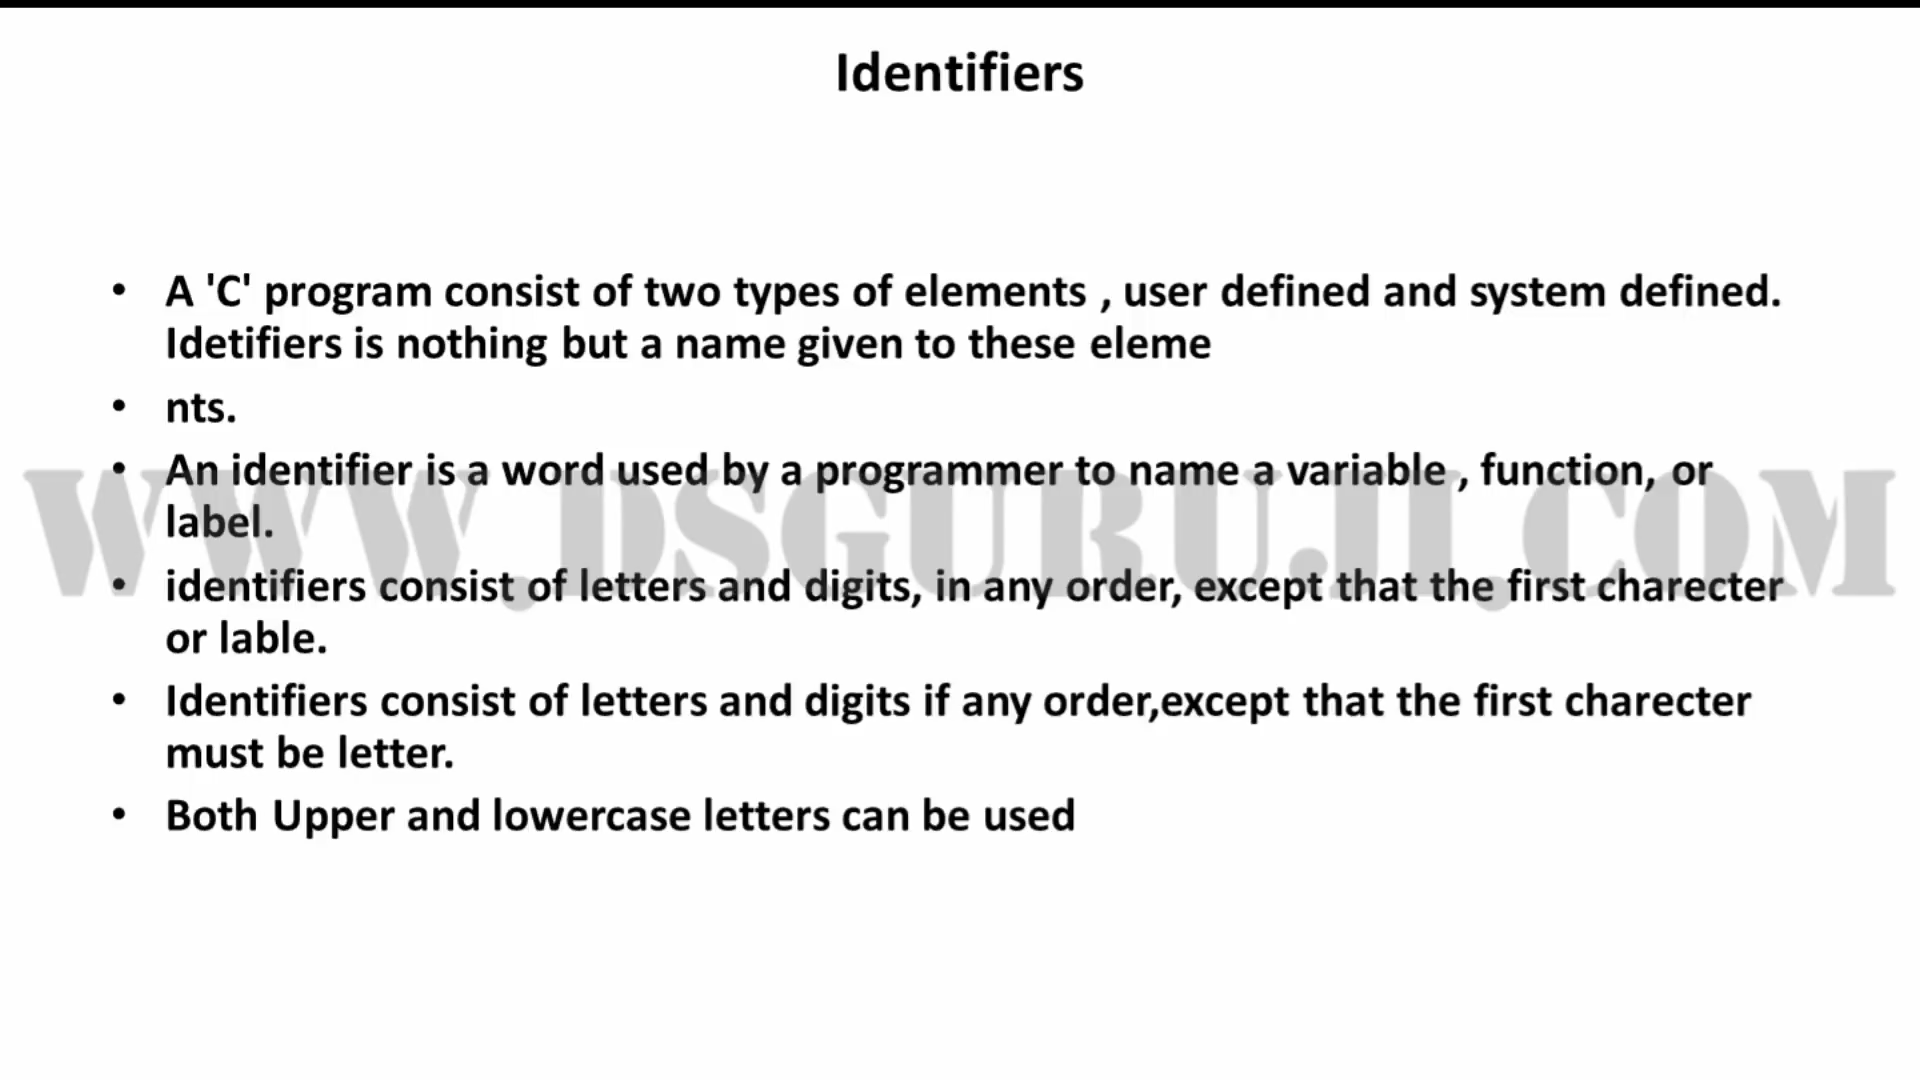 Identifiers
• A 'C' program consist of two types of elements , user defined and system defined.
Idetifiers is nothing but a name given to these eleme
• nts.
• An identifier is a word used by a programmer to name a variable , function, or
label.
WWW.DSGURUJI.COM
• identifiers consist of letters and digits, in any order, except that the first charecter
or lable.
• Identifiers consist of letters and digits if any order,except that the first charecter
must be letter.
• Both Upper and lowercase letters can be used